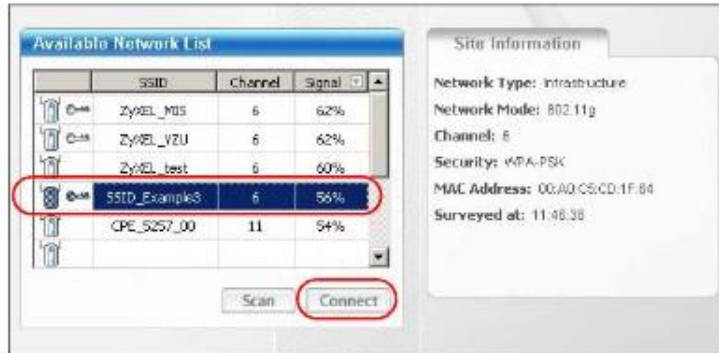 Available Network List
SSID Channel Signal
ZyXEL_MIS 6 62%
ZyXEL_VZU 6 62%
ZyXEL_test 6 60%
SSID_Example3 6 56%
CPE_5257_00 11 54%
Scan Connect
Site Information
Network Type: Infrastructure
Network Mode: 802.11g
Channel: 6
Security: WPA-PSK
MAC Address: 00:A0:C5:CD:1F:64
Surveyed at: 11:46:36